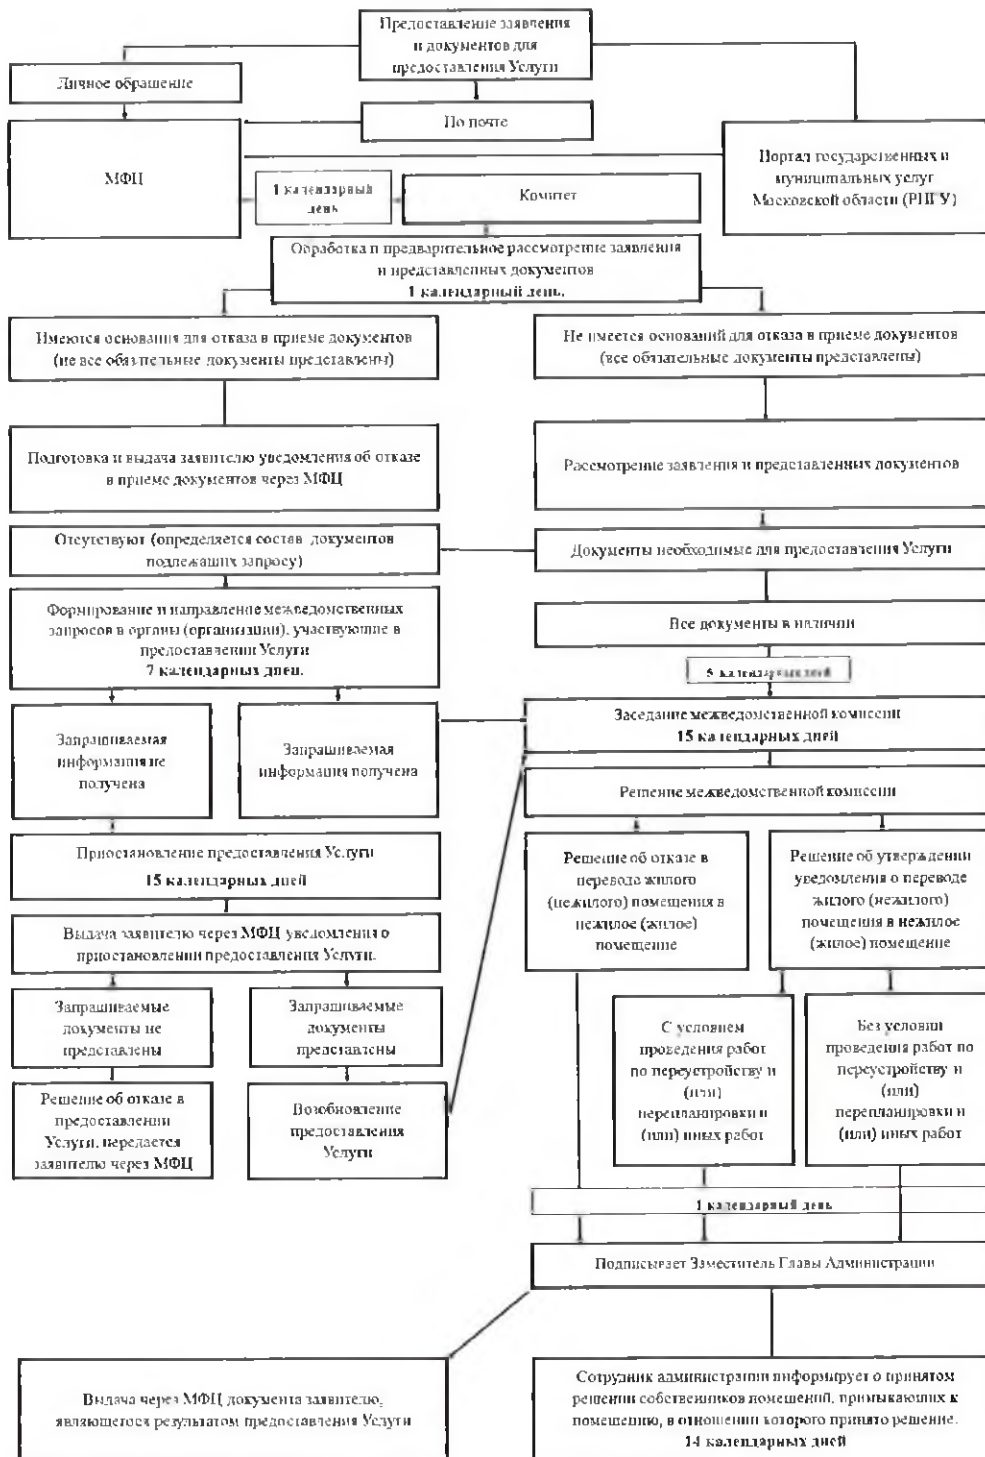 Предоставление заявления
и документов для
предоставления Услуги
Личное обращение
По почте
МФЦ
Портал государственных и
муниципальных услуг
Московской области (РПГУ)
1 календарный
день
Комитет
Обработка и предварительное рассмотрение заявления
и представленных документов
1 календарный день.
Имеются основания для отказа в приеме документов
(не все обязательные документы представлены)
Не имеется оснований для отказа в приеме документов
(все обязательные документы представлены)
Подготовка и выдача заявителю уведомления об отказе
в приеме документов через МФЦ
Рассмотрение заявления и представленных документов
Отсутствуют (определяется состав документов
подлежащих запросу)
Документы необходимые для предоставления Услуги
Формирование и направление межведомственных
запросов в органы (организации), участвующие в
предоставлении Услуги
7 календарных дней.
Все документы в наличии
5 календарных дней
Запрашиваемая
информация не
получена
Запрашиваемая
информация получена
Заседание межведомственной комиссии
15 календарных дней
Решение межведомственной комиссии
Приостановление предоставления Услуги
15 календарных дней
Решение об отказе в
перевода жилого
(нежилого) помещения в
нежилое (жилое)
помещение
Решение об утверждении
уведомления о переводе
жилого (нежилого)
помещения в нежилое
(жилое) помещение
Выдача заявителю через МФЦ уведомления о
приостановлении предоставления Услуги.
Запрашиваемые
документы не
представлены
Запрашиваемые
документы
представлены
С условием
проведения работ
по переустройству и
(или)
перепланировки и
(или) иных работ
Без условия
проведения работ по
переустройству и
(или)
перепланировки и
(или) иных работ
Решение об отказе в
предоставлении
Услуги, передается
заявителю через МФЦ
Возобновление
предоставления
Услуги
1 календарный день
Подписывает Заместитель Главы Администрации
Выдача через МФЦ документа заявителю,
являющегося результатом предоставления Услуги
Сотрудник администрации информирует о принятом
решении собственников помещений, примыкающих к
помещению, в отношении которого принято решение.
14 календарных дней